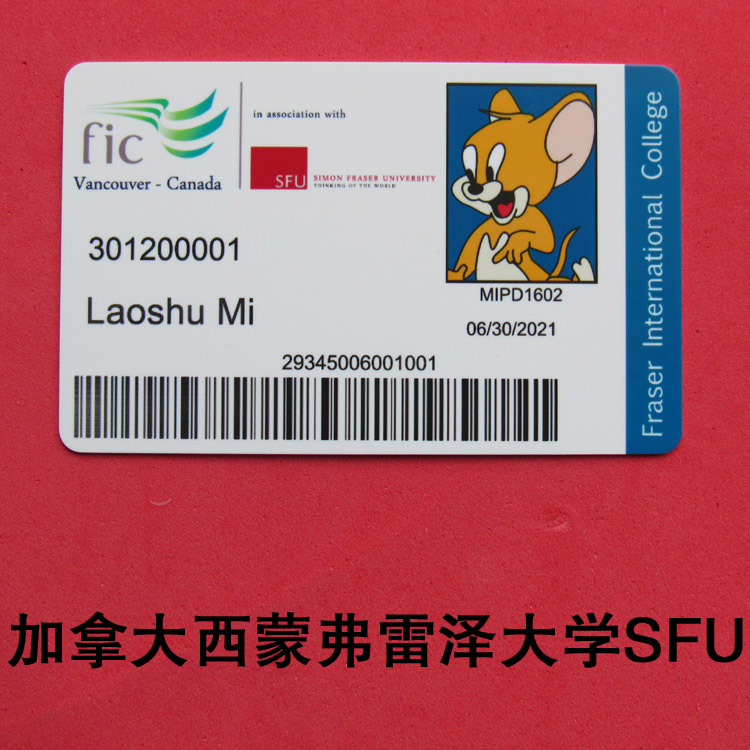 fic
Vancouver - Canada
in association with
SFU
SIMON FRASER UNIVERSITY
THINKING OF THE WORLD
301200001
Laoshu Mi
MIPD1602
06/30/2021
29345006001001
Fraser International College
加拿大西蒙弗雷泽大学SFU